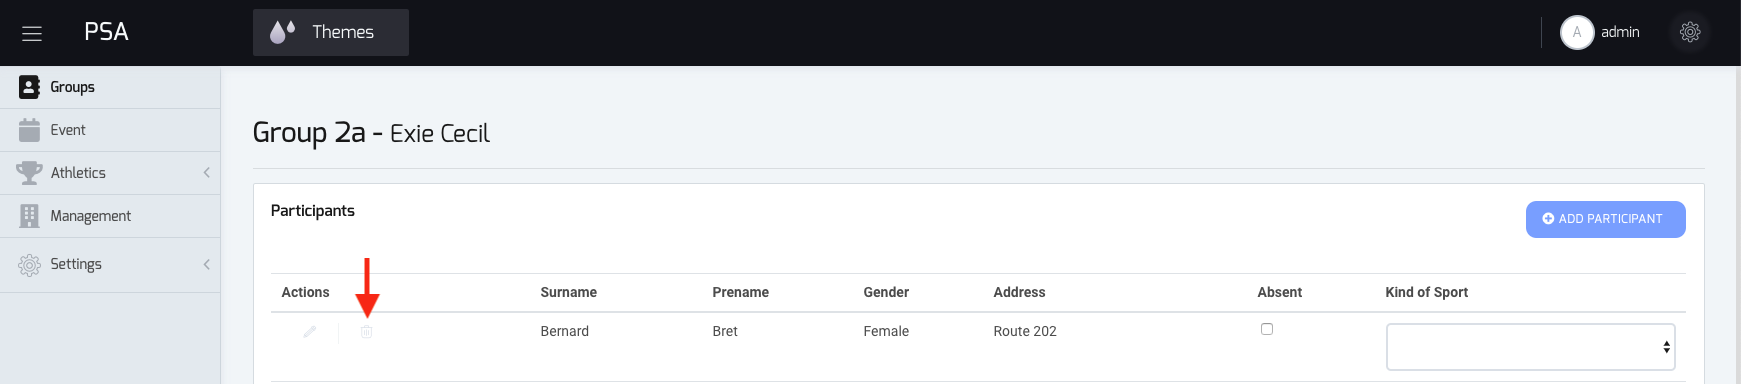 PSA
Themes
A admin
Groups
Event
Athletics
Management
Settings
Group 2a - Exie Cecil
Participants
ADD PARTICIPANT
Actions Surname Prename Gender Address Absent Kind of Sport
Bernard Bret Female Route 202